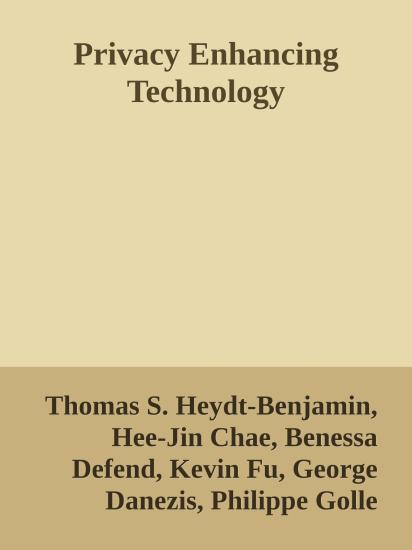 Privacy Enhancing
Technology
Thomas S. Heydt-Benjamin,
Hee-Jin Chae, Benessa
Defend, Kevin Fu, George
Danezis, Philippe Golle